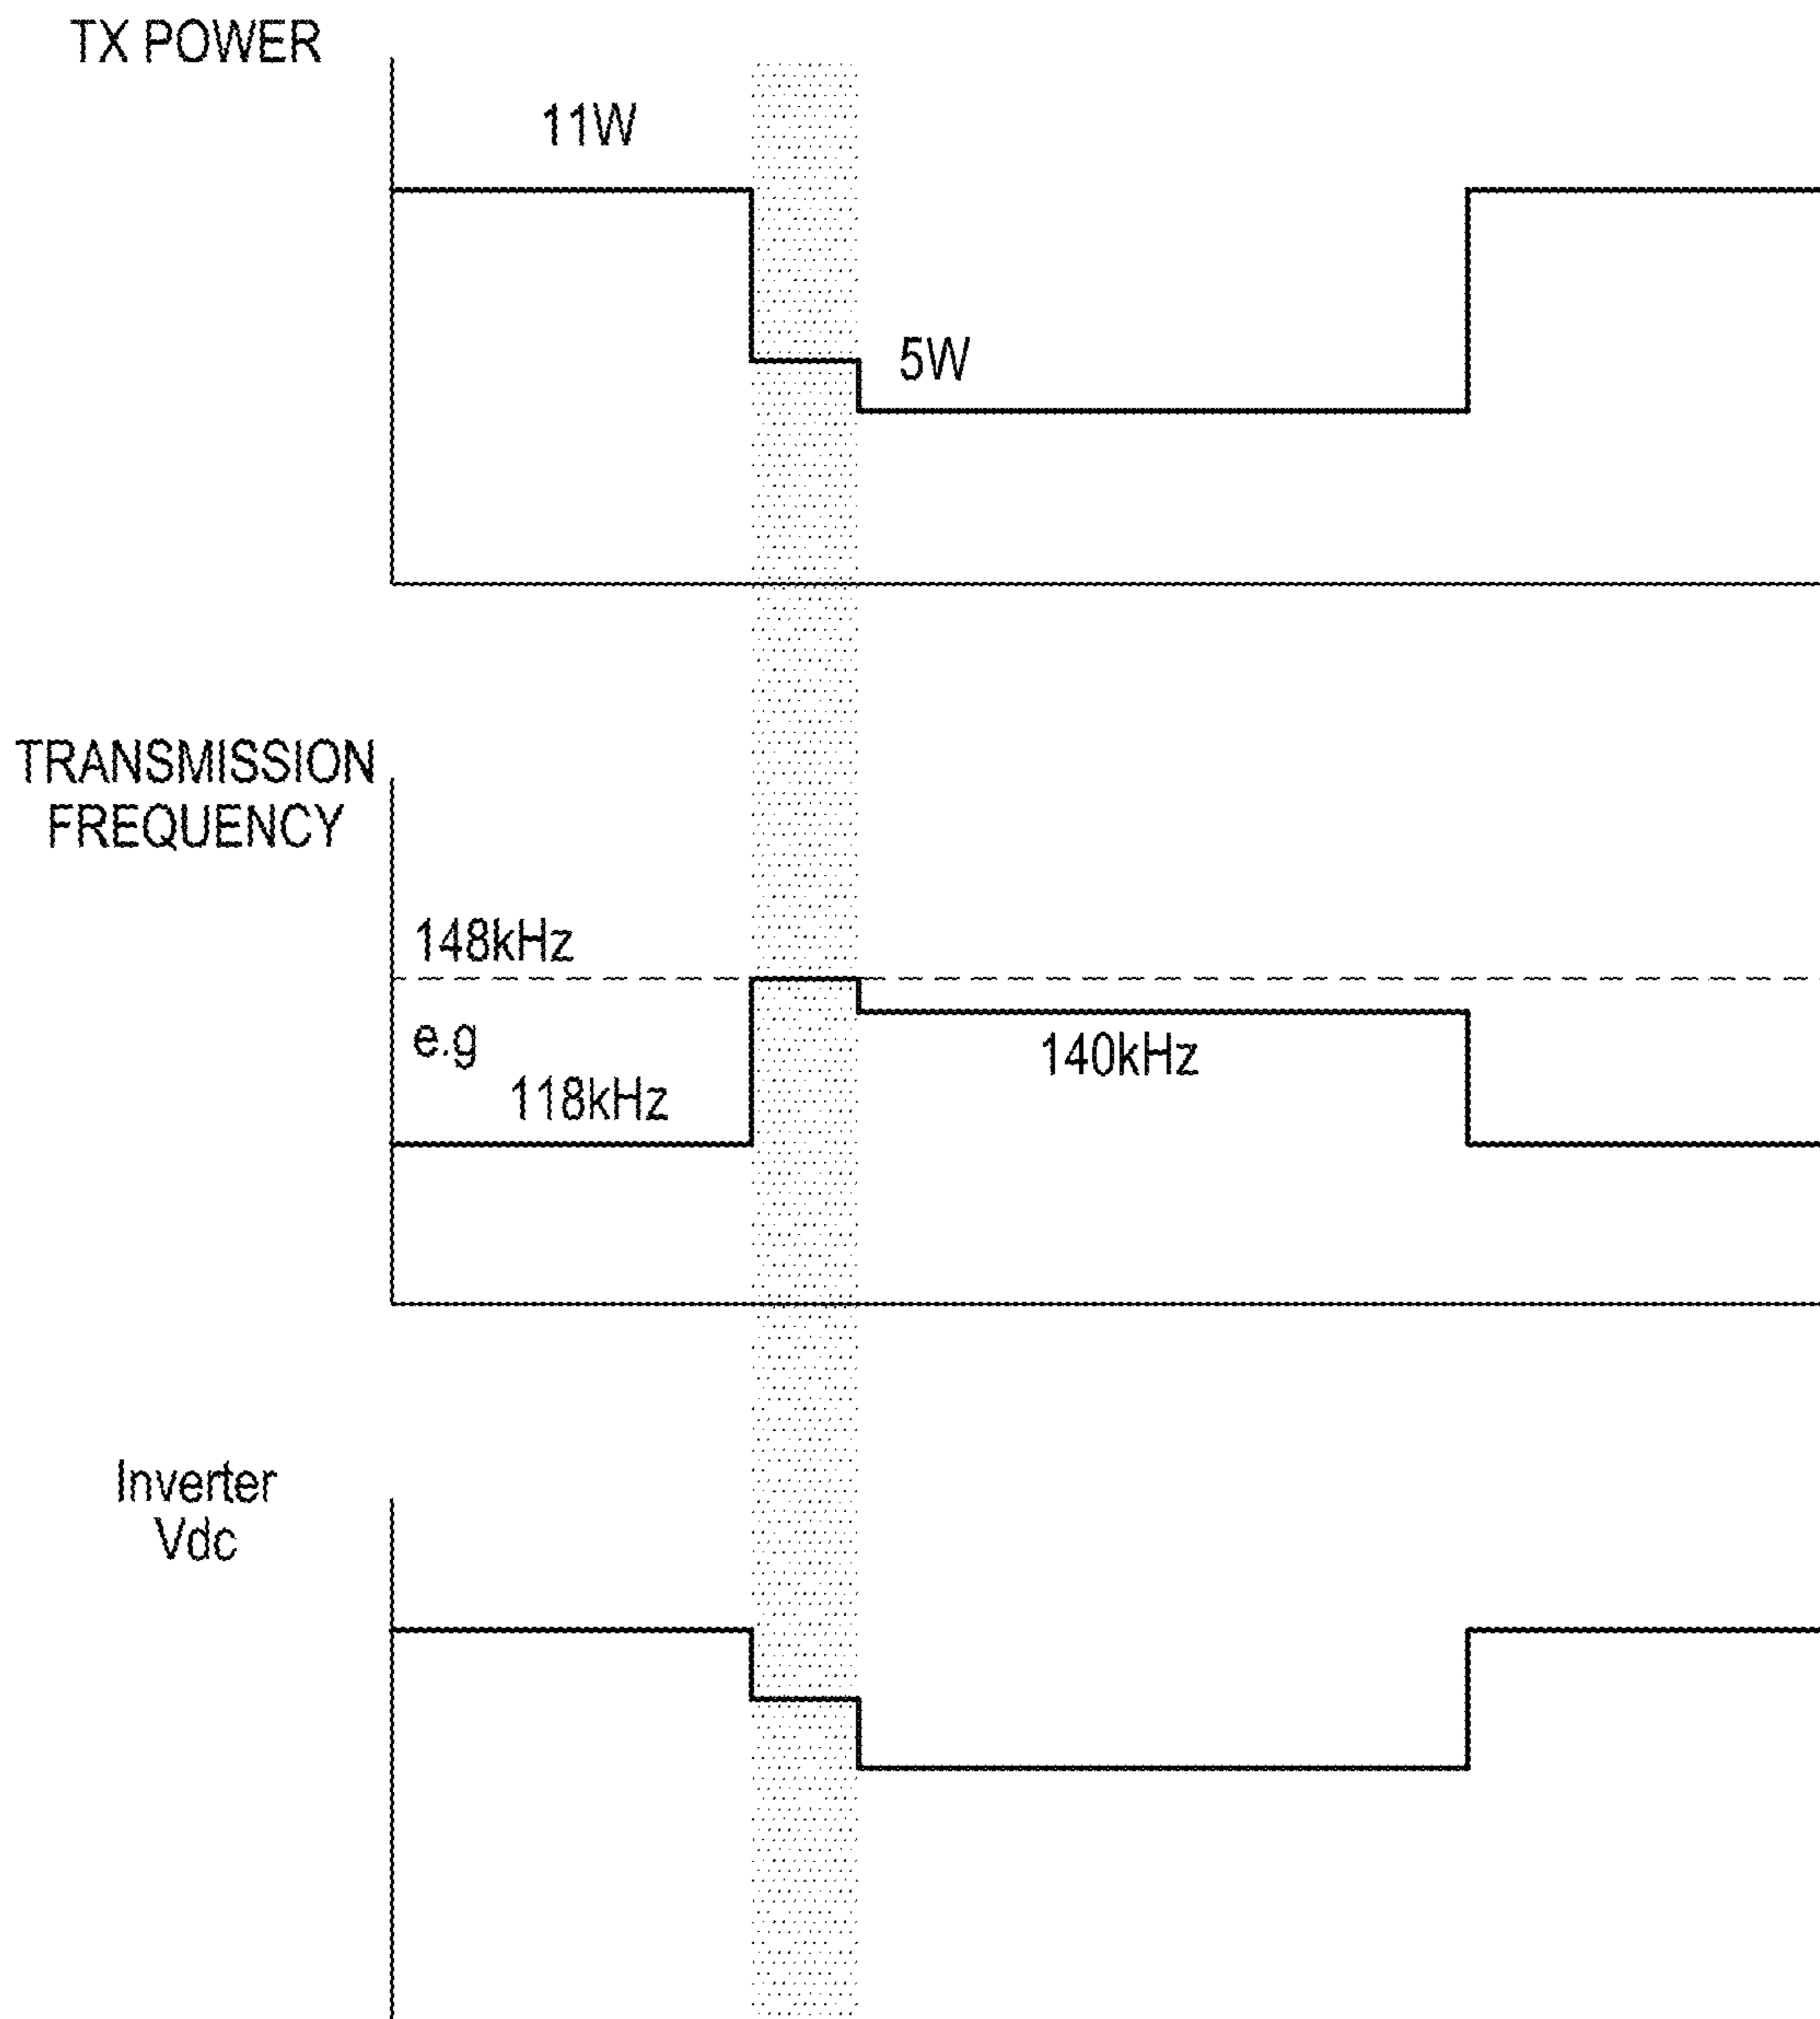 TX POWER
11W
5W
TRANSMISSION
FREQUENCY
148kHz
e.g
118kHz
140kHz
Inverter
Vdc